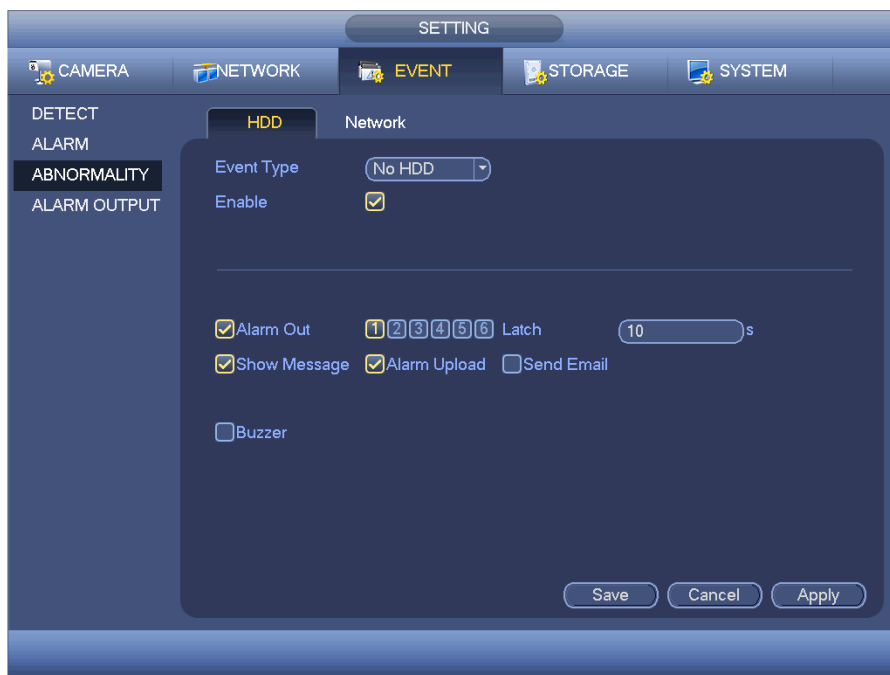 SETTING
CAMERA NETWORK EVENT STORAGE SYSTEM
DETECT
ALARM
ABNORMALITY
ALARM OUTPUT
HDD Network
Event Type No HDD
Enable
Alarm Out 1 2 3 4 5 6 Latch 10 s
Show Message Alarm Upload Send Email
Buzzer
Save Cancel Apply